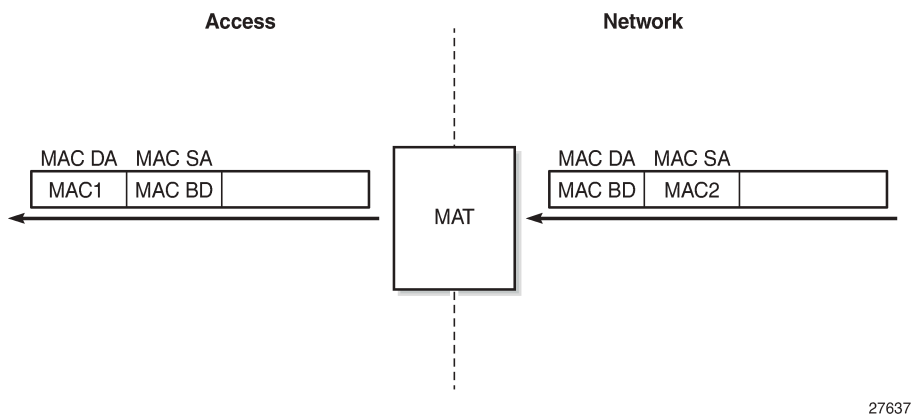 Access
Network
MAC DA MAC SA
MAC1 MAC BD
MAT
MAC DA MAC SA
MAC BD MAC2
27637